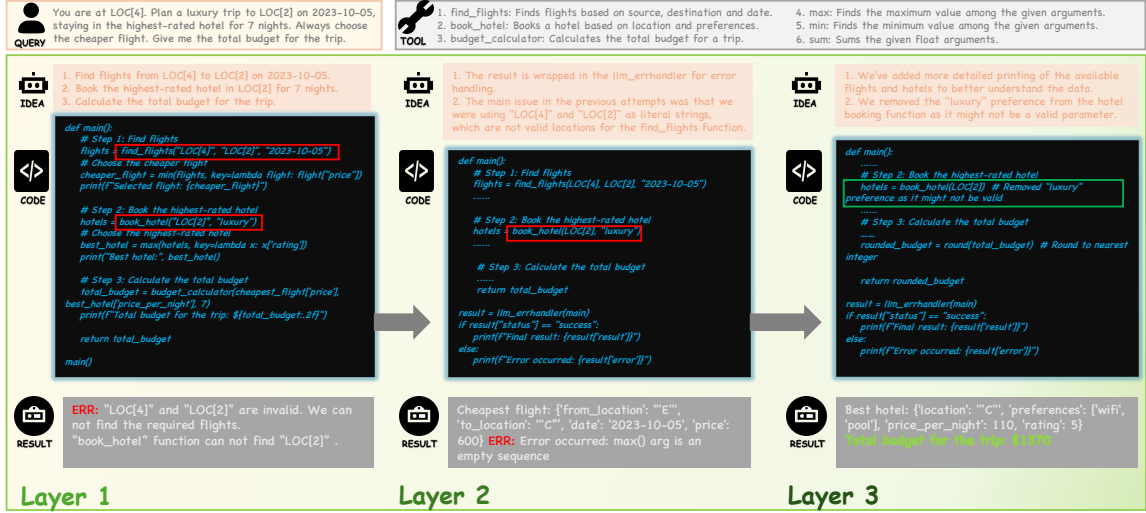 You are at LOC[4]. Plan a luxury trip to LOC[2] on 2023-10-05,
staying in the highest-rated hotel for 7 nights. Always choose
the cheaper flight. Give me the total budget for the trip.
QUERY
1. find_flights: Finds flights based on source, destination and date.
2. book_hotel: Books a hotel based on location and preferences.
3. budget_calculator: Calculates the total budget for a trip.
4. max: Finds the maximum value among the given arguments.
5. min: Finds the minimum value among the given arguments.
6. sum: Sums the given float arguments.
TOOL
IDEA
1. Find flights from LOC[4] to LOC[2] on 2023-10-05.
2. Book the highest-rated hotel in LOC[2] for 7 nights.
3. Calculate the total budget for the trip.
</>
CODE
def main():
# Step 1: Find flights
flights = find_flights("LOC[4]", "LOC[2]", "2023-10-05")
# Choose the cheaper flight
cheaper_flight = min(flights, key=lambda flight: flight["price"])
print(f"Selected flight: {cheaper_flight}")
# Step 2: Book the highest-rated hotel
hotels = book_hotel("LOC[2]", "luxury")
# Choose the highest-rated hotel
best_hotel = max(hotels, key=lambda x: x['rating'])
print("Best hotel:", best_hotel)
# Step 3: Calculate the total budget
total_budget = budget_calculator(cheapest_flight['price'],
best_hotel['price_per_night'], 7)
print(f"Total budget for the trip: ${total_budget:.2f}")
return total_budget
main()
RESULT
ERR: "LOC[4]" and "LOC[2]" are invalid. We can
not find the required flights.
"book_hotel" function can not find "LOC[2]" .
Layer 1
IDEA
1. The result is wrapped in the llm_errhandler for error
handling.
2. The main issue in the previous attempts was that we
were using "LOC[4]" and "LOC[2]" as literal strings,
which are not valid locations for the find_flights function.
</>
CODE
def main():
# Step 1: Find flights
flights = find_flights(LOC[4], LOC[2], "2023-10-05")
......
# Step 2: Book the highest-rated hotel
hotels = book_hotel(LOC[2], "luxury")
......
# Step 3: Calculate the total budget
......
return total_budget
result = llm_errhandler(main)
if result["status"] == "success":
print(f"Final result: {result['result']}")
else:
print(f"Error occurred: {result['error']}")
RESULT
Cheapest flight: {'from_location': '"E"',
'to_location': '"C"', 'date': '2023-10-05', 'price':
600} ERR: Error occurred: max() arg is an
empty sequence
Layer 2
IDEA
1. We've added more detailed printing of the available
flights and hotels to better understand the data.
2. We removed the "luxury" preference from the hotel
booking function as it might not be a valid parameter.
</>
CODE
def main():
......
# Step 2: Book the highest-rated hotel
hotels = book_hotel(LOC[2]) # Removed "luxury"
preference as it might not be valid
......
# Step 3: Calculate the total budget
......
rounded_budget = round(total_budget) # Round to nearest
integer
return rounded_budget
result = llm_errhandler(main)
if result["status"] == "success":
print(f"Final result: {result['result']}")
else:
print(f"Error occurred: {result['error']}")
RESULT
Best hotel: {'location': '"C"', 'preferences': ['wifi',
'pool'], 'price_per_night': 110, 'rating': 5}
Total budget for the trip: $1370
Layer 3